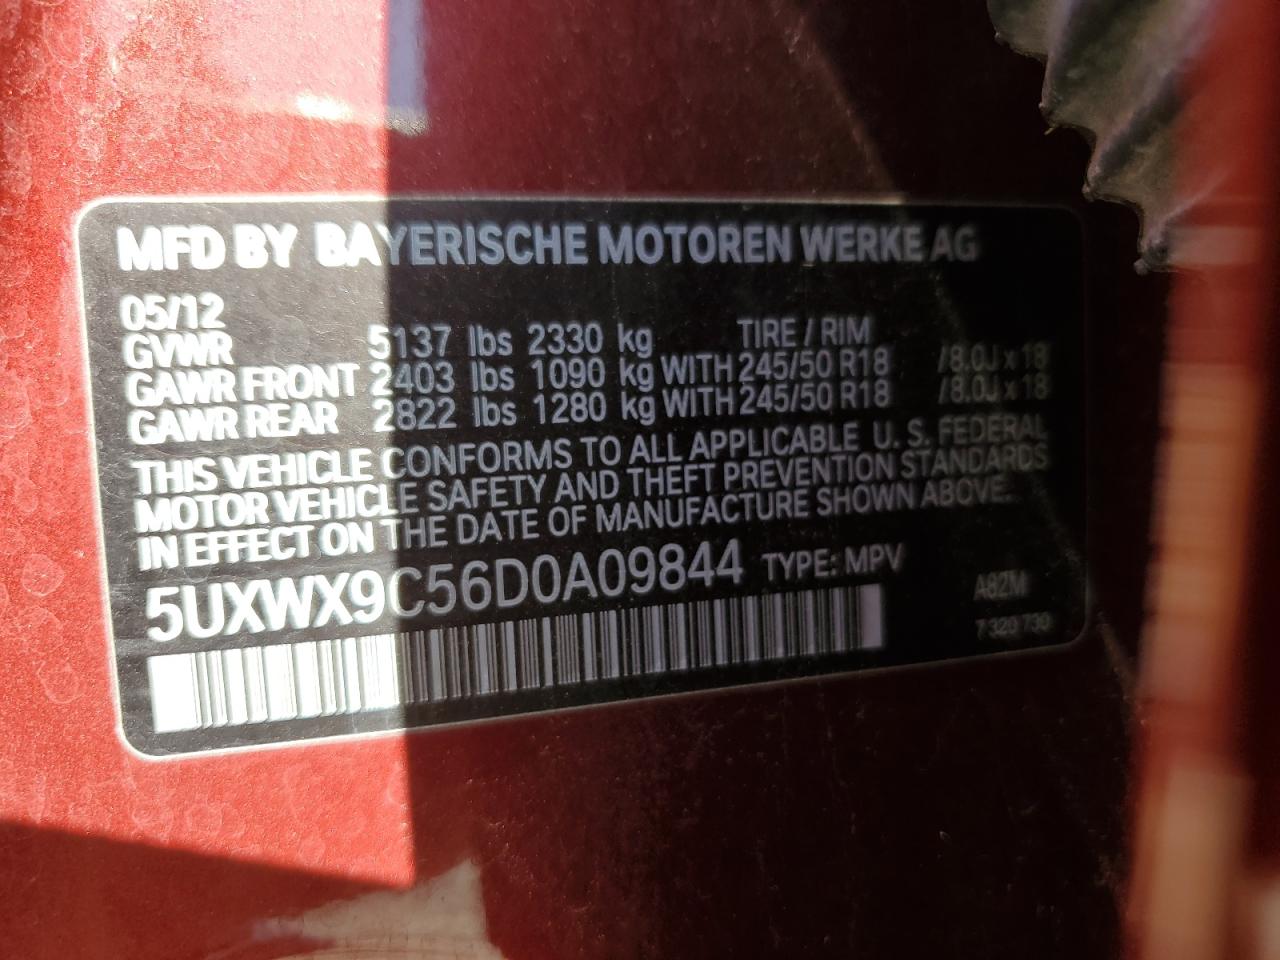 MFD BY BAYERISCHE MOTOREN WERKE AG
05/12
GVWR 5137 lbs 2330 kg TIRE / RIM
GAWR FRONT 2403 lbs 1090 kg WITH 245/50 R18 /8.0J x 18
GAWR REAR 2822 lbs 1280 kg WITH 245/50 R18 /8.0J x 18
THIS VEHICLE CONFORMS TO ALL APPLICABLE U.S. FEDERAL
MOTOR VEHICLE SAFETY AND THEFT PREVENTION STANDARDS
IN EFFECT ON THE DATE OF MANUFACTURE SHOWN ABOVE.
5UXWX9C56D0A09844 TYPE: MPV
A82M
7 320 730